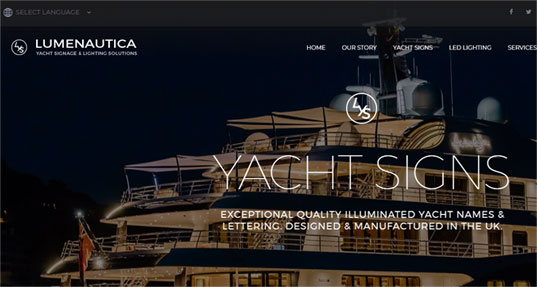 SELECT LANGUAGE
LUMENAUTICA
YACHT SIGNAGE & LIGHTING SOLUTIONS
HOME OUR STORY YACHT SIGNS LED LIGHTING SERVICES
LYS
YACHT SIGNS
EXCEPTIONAL QUALITY ILLUMINATED YACHT NAMES &
LETTERING. DESIGNED & MANUFACTURED IN THE UK.